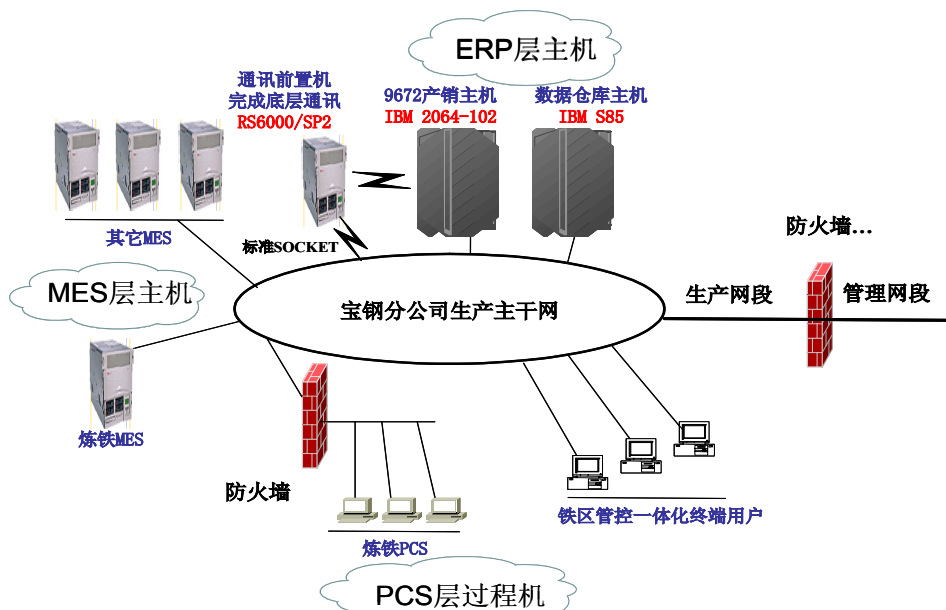 ERP层主机
通讯前置机
完成底层通讯
RS6000/SP2
9672产销主机
IBM 2064-102
数据仓库主机
IBM S85
其它MES
标准SOCKET
防火墙...
MES层主机
宝钢分公司生产主干网
生产网段
管理网段
炼铁MES
防火墙
铁区管控一体化终端用户
炼铁PCS
PCS层过程机